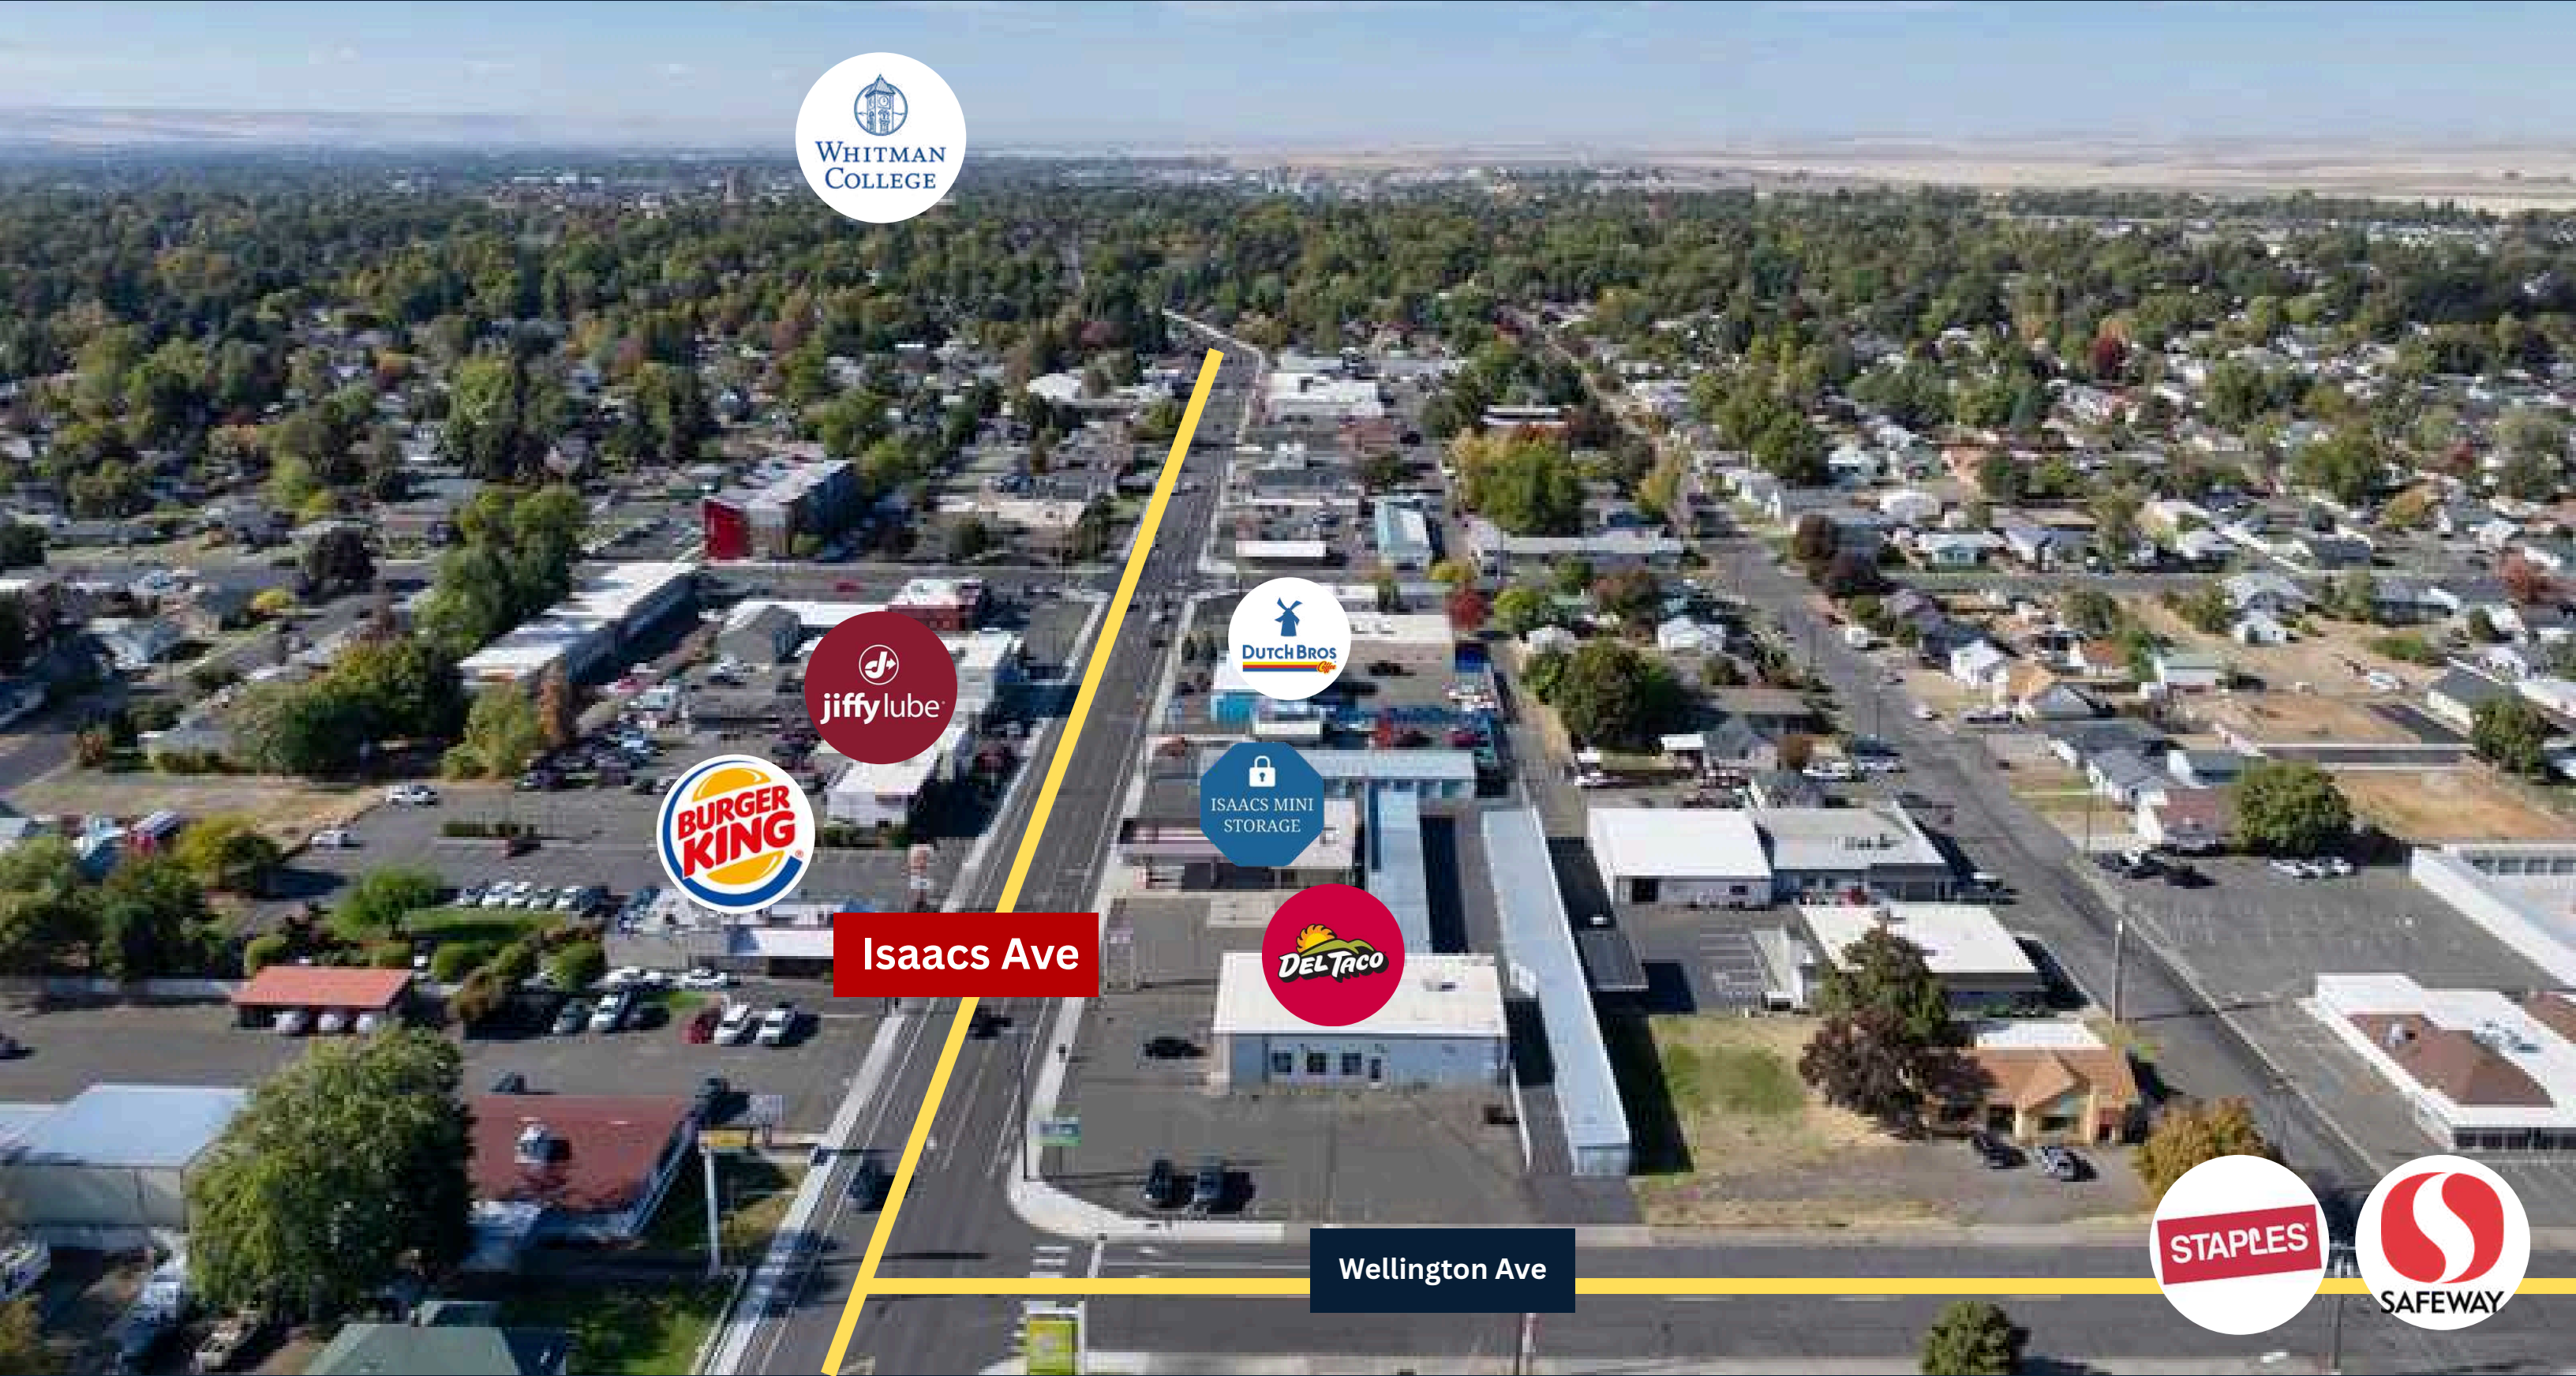 WHITMAN
COLLEGE
DUTCH BROS
Coffee
jiffy lube
ISAACS MINI
STORAGE
BURGER
KING
Isaacs Ave
DEL TACO
Wellington Ave
STAPLES
SAFEWAY